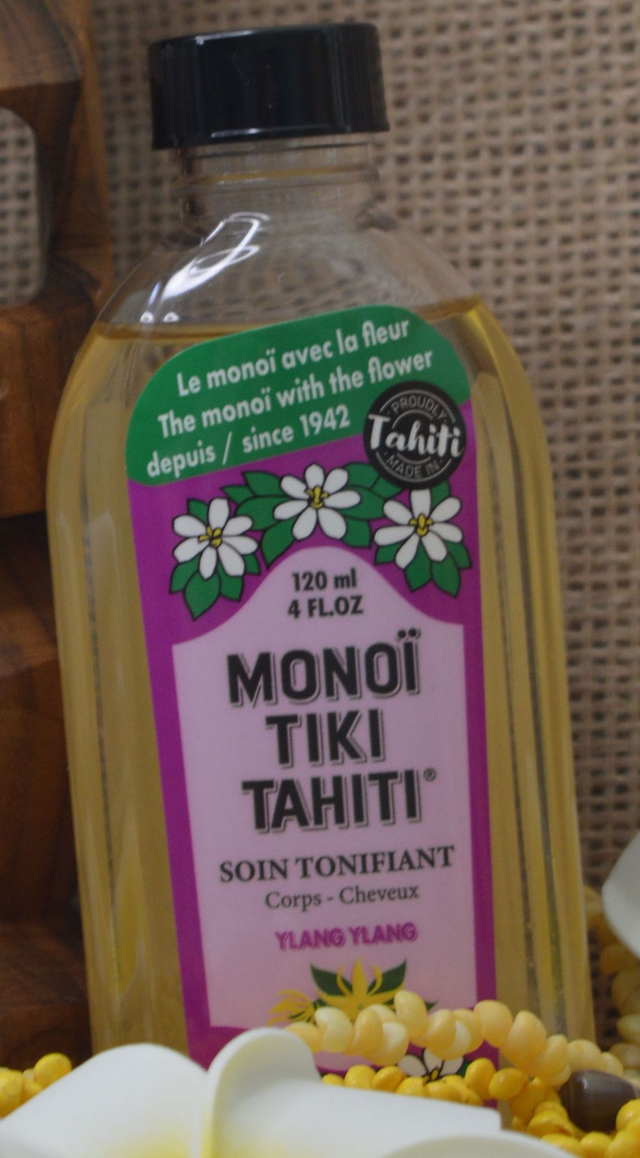 Le monoï avec la fleur
The monoï with the flower
depuis / since 1942
PROUDLY
Tahiti
MADE IN
120 ml
4 FL.OZ
MONOÏ
TIKI
TAHITI®
SOIN TONIFIANT
Corps - Cheveux
YLANG YLANG